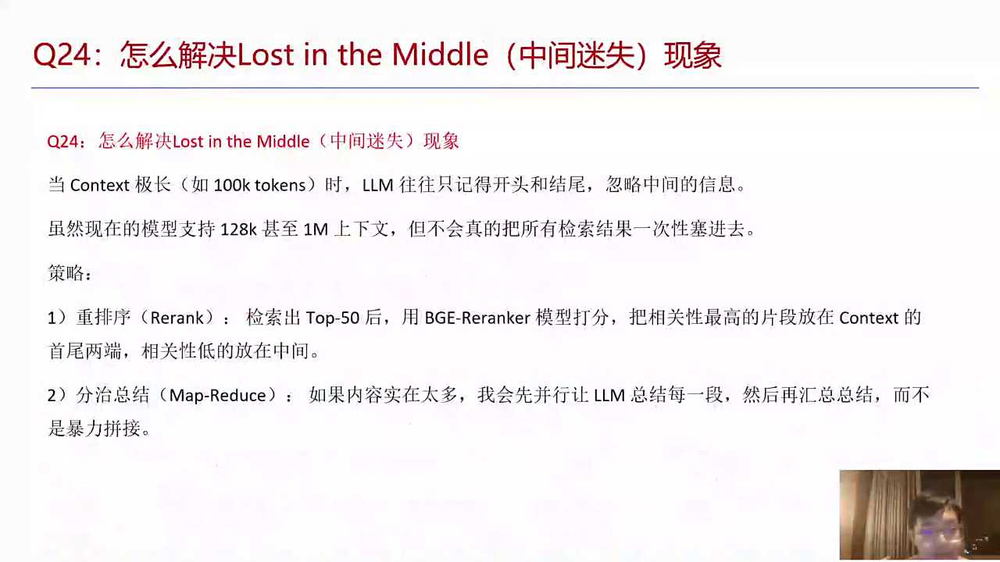 Q24：怎么解决Lost in the Middle（中间迷失）现象
Q24：怎么解决Lost in the Middle（中间迷失）现象
当 Context 极长（如 100k tokens）时，LLM 往往只记得开头和结尾，忽略中间的信息。
虽然现在的模型支持 128k 甚至 1M 上下文，但不会真的把所有检索结果一次性塞进去。
策略：
1）重排序（Rerank）： 检索出 Top-50 后，用 BGE-Reranker 模型打分，把相关性最高的片段放在 Context 的
首尾两端，相关性低的放在中间。
2）分治总结（Map-Reduce）： 如果内容实在太多，我会先并行让 LLM 总结每一段，然后再汇总总结，而不
是暴力拼接。